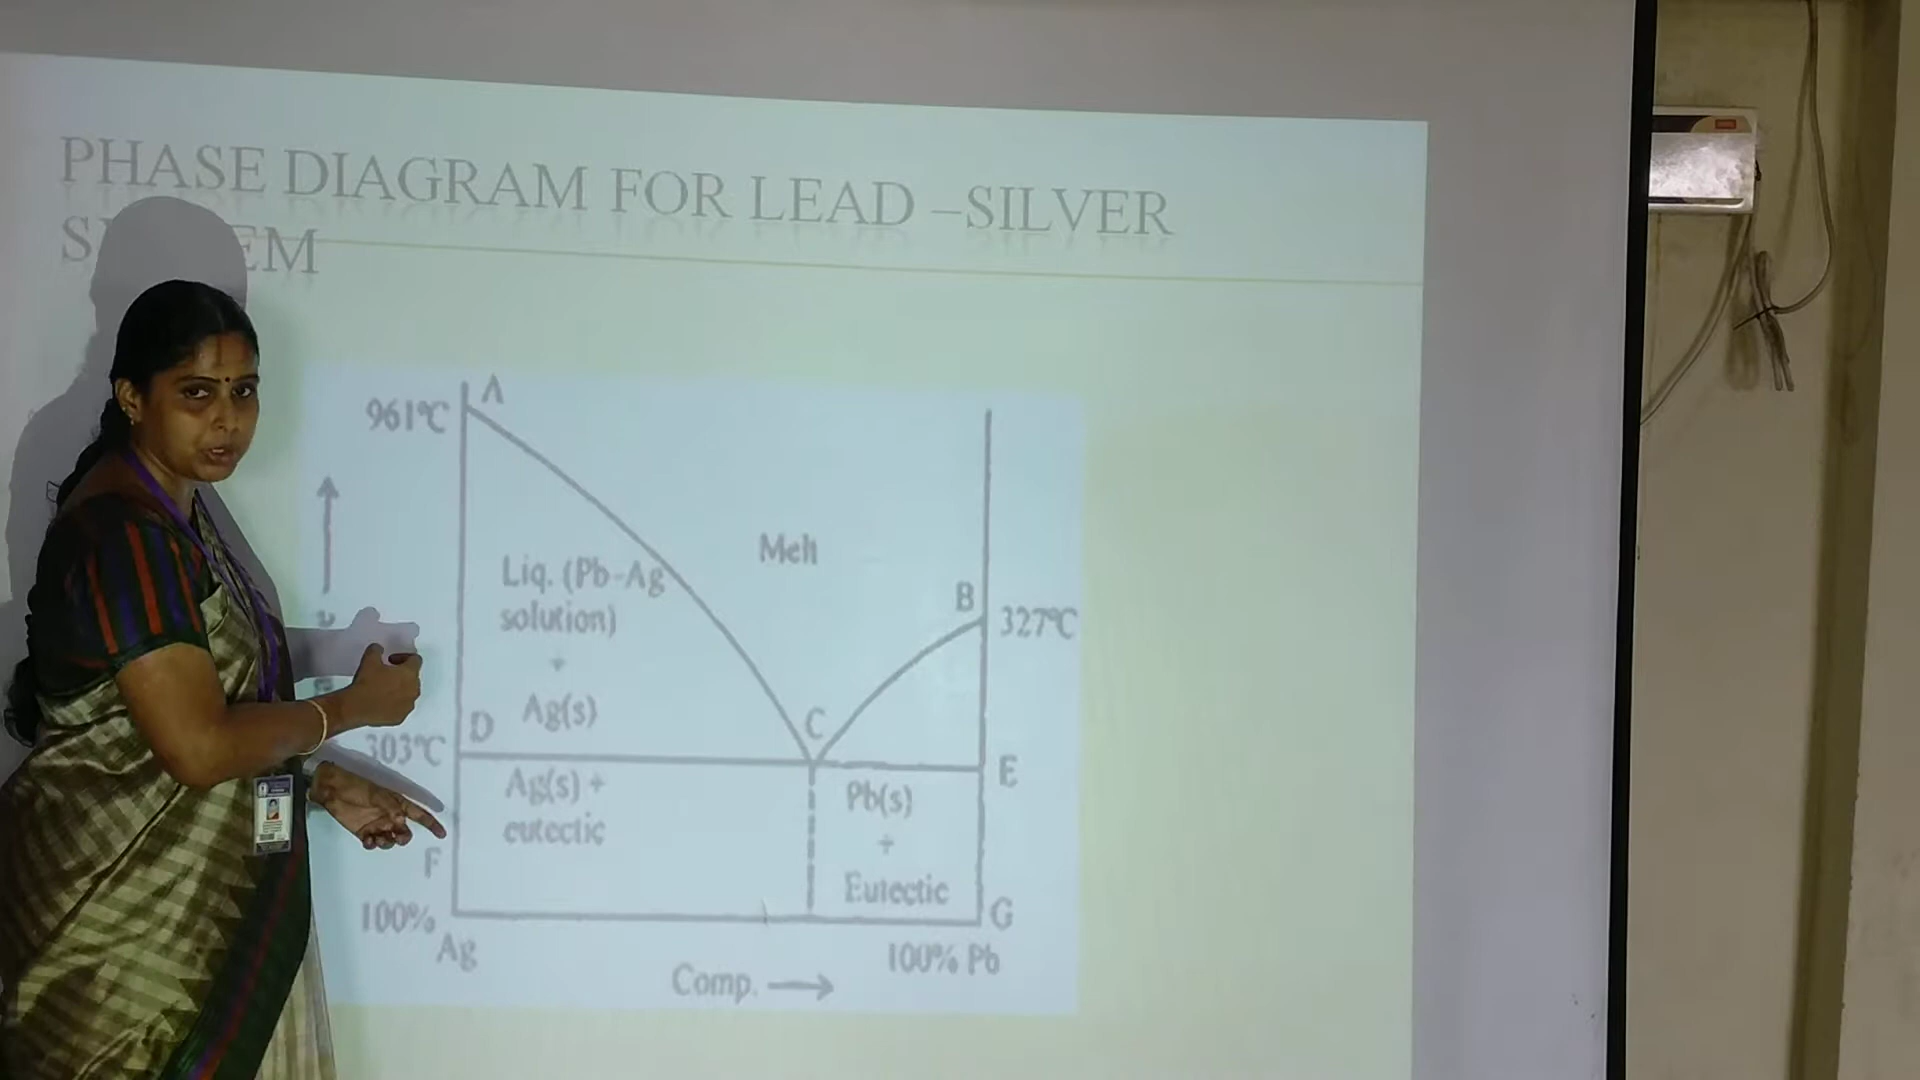 PHASE DIAGRAM FOR LEAD –SILVER
961°C
A
Melt
Liq. (Pb-Ag
solution)
+
Ag(s)
B
327°C
D
C
303°C
E
Ag(s) +
eutectic
Pb(s)
+
Eutectic
F
G
100%
Ag
100% Pb
Comp.